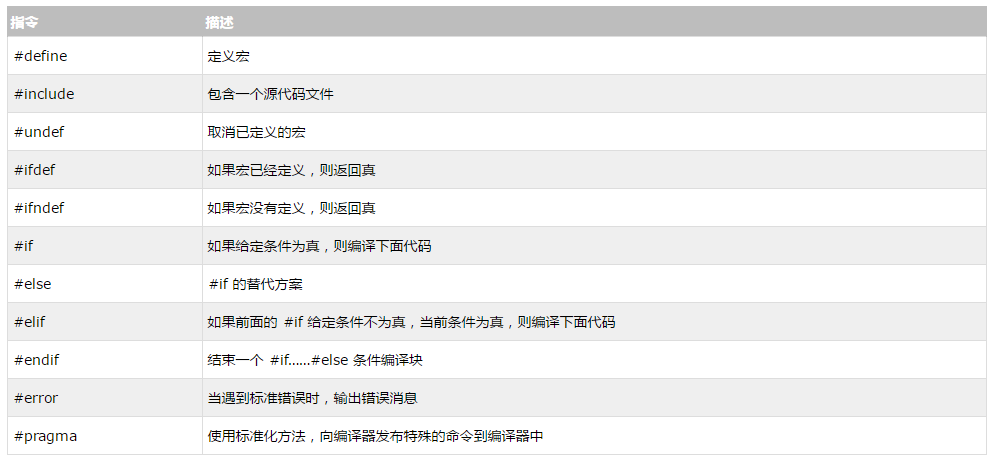 指令 描述
#define 定义宏
#include 包含一个源代码文件
#undef 取消已定义的宏
#ifdef 如果宏已经定义，则返回真
#ifndef 如果宏没有定义，则返回真
#if 如果给定条件为真，则编译下面代码
#else #if 的替代方案
#elif 如果前面的 #if 给定条件不为真，当前条件为真，则编译下面代码
#endif 结束一个 #if……#else 条件编译块
#error 当遇到标准错误时，输出错误消息
#pragma 使用标准化方法，向编译器发布特殊的命令到编译器中